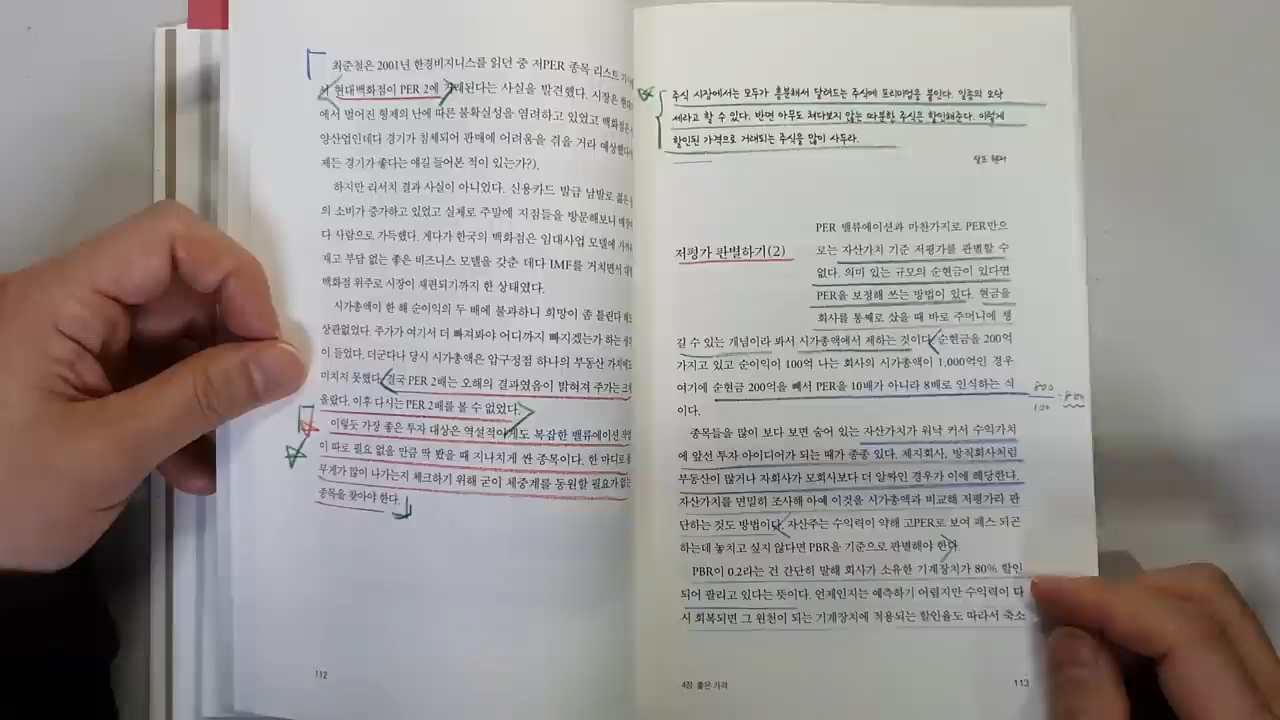 최준철은 2001년 한경비지니스를 읽던 중 저PER 종목 리스트
현대백화점이 PER 2에 거래된다는 사실을 발견했다. 시장은
에서 벌어진 형제의 난에 따른 불확실성을 염려하고 있었고 백화점은
양산업인데다 경기가 침체되어 판매에 어려움을 겪을 거라 예상했다
제든 경기가 좋다는 얘길 들어본 적이 있는가?).
하지만 리서치 결과 사실이 아니었다. 신용카드 발급 남발로
의 소비가 증가하고 있었고 실제로 주말에 지점들을 방문해보니
다 사람으로 가득했다. 게다가 한국의 백화점은 임대사업 모델에
재고 부담 없는 좋은 비즈니스 모델을 갖춘 데다 IMF를 거치면서
백화점 위주로 시장이 재편되기까지 한 상태였다.
시가총액이 한 해 순이익의 두 배에 불과하니 희망이 좀 틀린다
상관없었다. 주가가 여기서 더 빠져봐야 어디까지 빠지겠는가 하는
이 들었다. 더군다나 당시 시가총액은 압구정점 하나의 부동산
미치지 못했다. 결국 PER 2배는 오해의 결과였음이 밝혀져 주가는
올랐다. 이후 다시는 PER 2배를 볼 수 없었다.
이렇듯 가장 좋은 투자 대상은 역설적이게도 복잡한 밸류에이션
이 따로 필요 없을 만큼 딱 봤을 때 지나치게 싼 종목이다. 한 마디로
무게가 많이 나가는지 체크하기 위해 굳이 체중계를 동원할 필요가 없는
종목을 찾아야 한다.
112
주식 시장에서는 모두가 흥분해서 달려드는 주식에 프리미엄을 붙인다. 일종의 오락
세라고 할 수 있다. 반면 아무도 쳐다보지 않는 따분한 주식은 할인해준다. 이렇게
할인된 가격으로 거래되는 주식을 많이 사두라.
랄프 웬저
저평가 판별하기(2)
PER 밸류에이션과 마찬가지로 PER만으
로는 자산가치 기준 저평가를 판별할 수
없다. 의미 있는 규모의 순현금이 있다면
PER을 보정해 쓰는 방법이 있다. 현금을
회사를 통째로 샀을 때 바로 주머니에 챙
길 수 있는 개념이라 봐서 시가총액에서 제하는 것이다. 순현금을 200억
가지고 있고 순이익이 100억 나는 회사의 시가총액이 1,000억인 경우
여기에 순현금 200억을 빼서 PER을 10배가 아니라 8배로 인식하는 식
이다.
800
100
종목들을 많이 보다 보면 숨어 있는 자산가치가 워낙 커서 수익가치
에 앞선 투자 아이디어가 되는 때가 종종 있다. 제지회사, 방직회사처럼
부동산이 많거나 자회사가 모회사보다 더 알짜인 경우가 이에 해당한다.
자산가치를 면밀히 조사해 아예 이것을 시가총액과 비교해 저평가라 판
단하는 것도 방법이다. 자산주는 수익력이 약해 고PER로 보여 패스 되곤
하는데 놓치고 싶지 않다면 PBR을 기준으로 판별해야 한다.
PBR이 0.2라는 건 간단히 말해 회사가 소유한 기계장치가 80% 할인
되어 팔리고 있다는 뜻이다. 언제인지는 예측하기 어렵지만 수익력이 다
시 회복되면 그 원천이 되는 기계장치에 적용되는 할인율도 따라서 축소
4장 좋은 가격
113